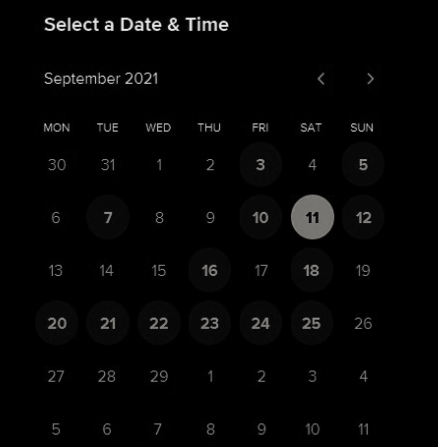 Select a Date & Time
September 2021
MON TUE WED THU FRI SAT SUN
30 31 1 2 3 4 5
6 7 8 9 10 11 12
13 14 15 16 17 18 19
20 21 22 23 24 25 26
27 28 29 1 2 3 4
5 6 7 8 9 10 11